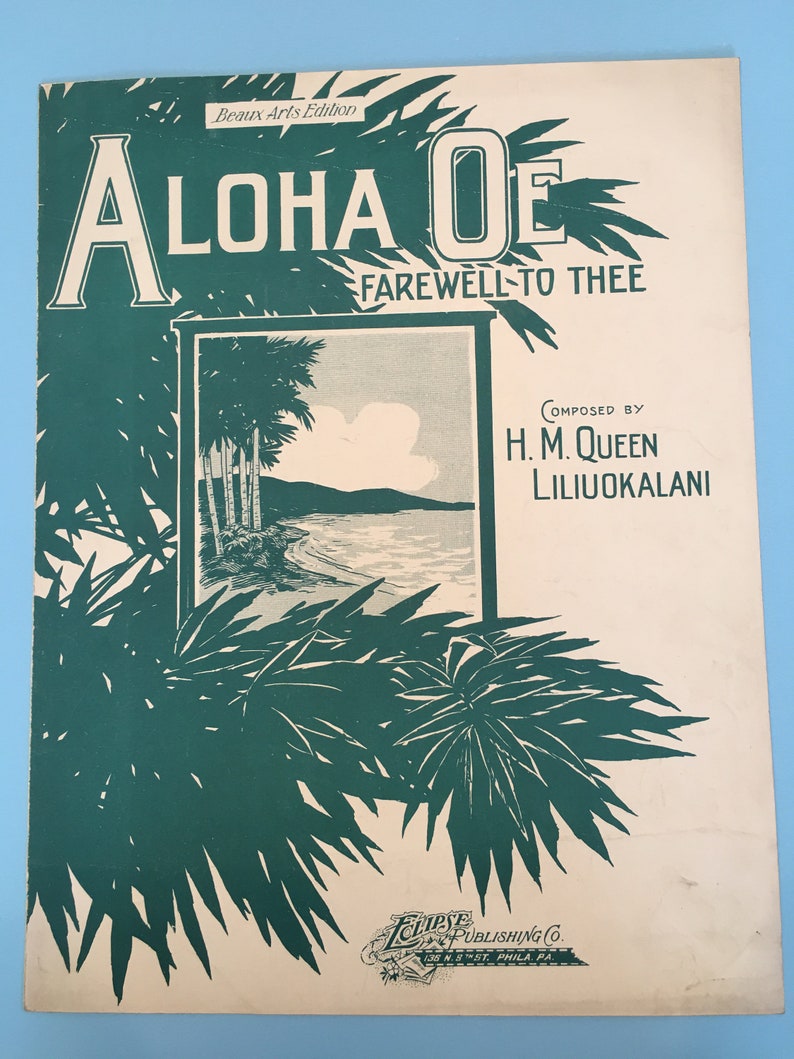 Beaux Arts Edition
ALOHA OE
FAREWELL TO THEE
COMPOSED BY
H. M. QUEEN
LILIUOKALANI
ECLIPSE
PUBLISHING CO.
136 N. 8TH ST. PHILA. PA.